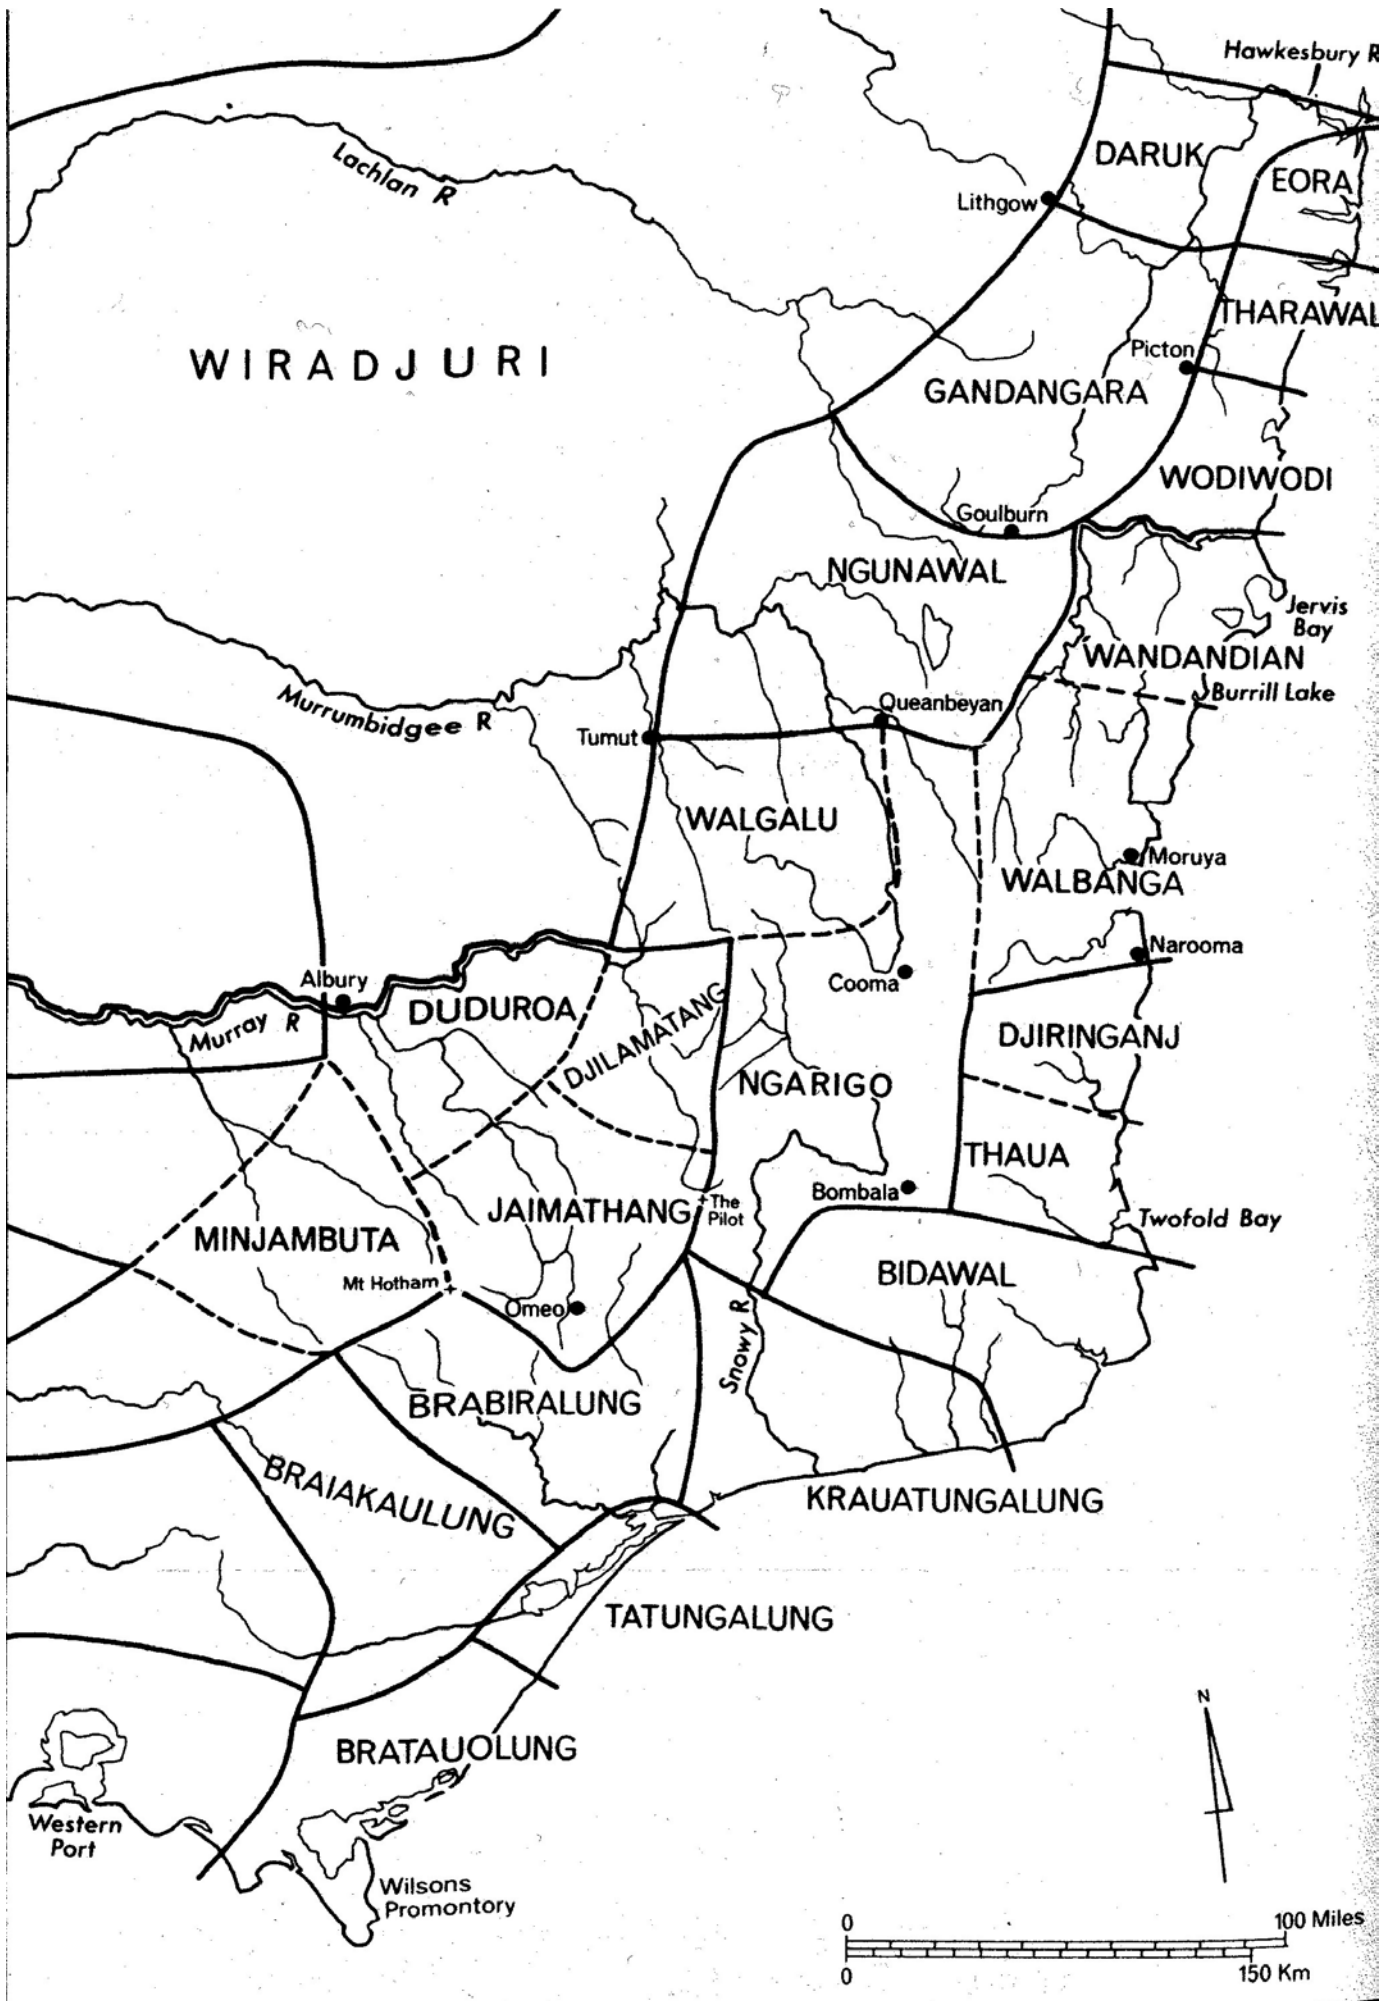 Hawkesbury R
DARUK
Lachlan R
EORA
Lithgow
THARAWAL
Picton
WIRADJURI
GANDANGARA
WODIWODI
Goulburn
NGUNAWAL
Jervis
Bay
WANDANDIAN
Burrill Lake
Murrumbidgee R
Queanbeyan
Tumut
WALGALU
Moruya
WALBANGA
Narooma
Albury
Cooma
DUDUROA
DJILAMATANG
Murray R
DJIRINGANJ
NGARIGO
THAUA
Bombala
The
Pilot
JAIMATHANG
Twofold Bay
MINJAMBUTA
BIDAWAL
Mt Hotham
Omeo
Snowy R
BRABIRALUNG
BRAIAKAULUNG
KRAUATUNGALUNG
TATUNGALUNG
N
BRATAUOLUNG
Western
Port
Wilsons
Promontory
0
100 Miles
0
150 Km